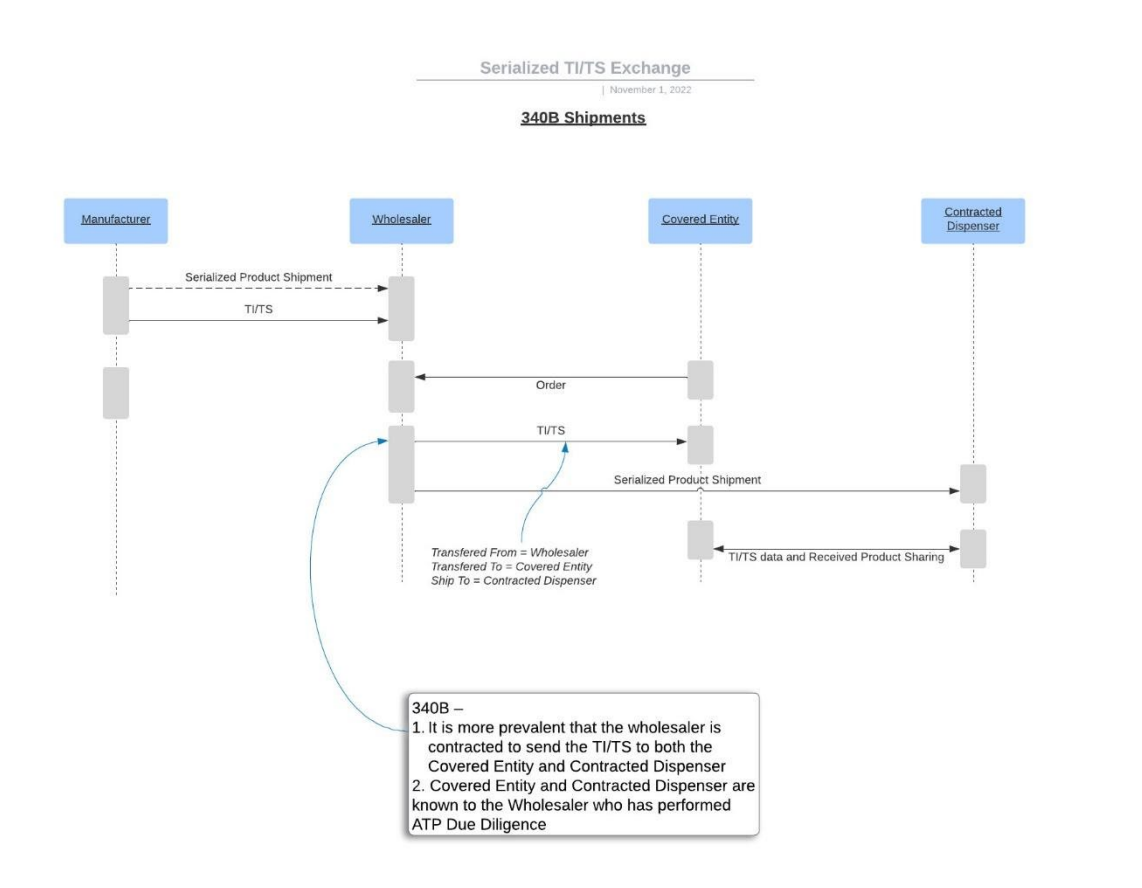 Serialized TI/TS Exchange
| November 1, 2022
340B Shipments
Manufacturer
Wholesaler
Covered Entity
Contracted
Dispenser
Serialized Product Shipment
TI/TS
Order
TI/TS
Serialized Product Shipment
Transfered From = Wholesaler
Transfered To = Covered Entity
Ship To = Contracted Dispenser
TI/TS data and Received Product Sharing
340B –
1. It is more prevalent that the wholesaler is
contracted to send the TI/TS to both the
Covered Entity and Contracted Dispenser
2. Covered Entity and Contracted Dispenser are
known to the Wholesaler who has performed
ATP Due Diligence